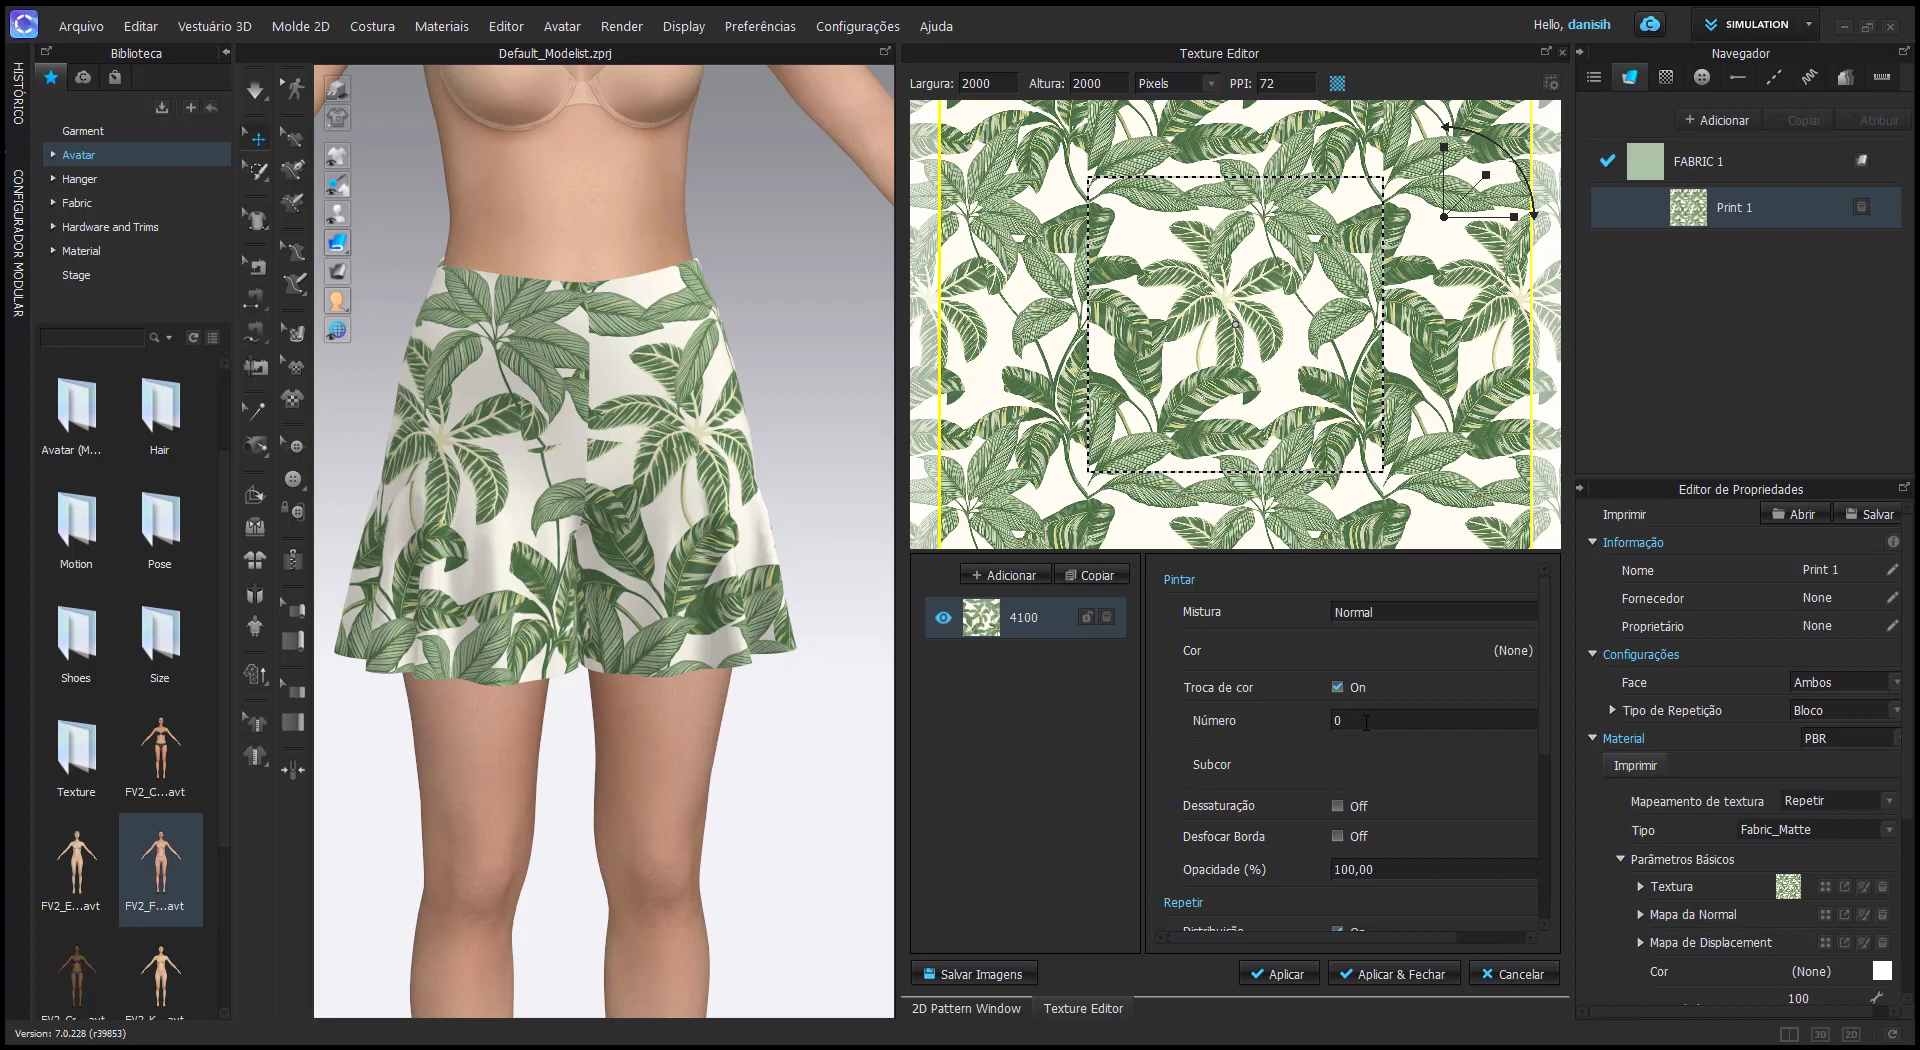 Arquivo Editar Vestuário 3D Molde 2D Costura Materiais Editor Avatar Render Display Preferências Configurações Ajuda
Hello, danisih
SIMULATION
Biblioteca
Default_Modelist.zprj
Texture Editor
Navegador
HISTÓRICO
CONFIGURADOR MODULAR
Garment
Avatar
Hanger
Fabric
Hardware and Trims
Material
Stage
Avatar (M...
Hair
Motion
Pose
Shoes
Size
Texture
FV2_C...avt
FV2_E...avt
FV2_F...avt
FV2_K...avt
Version: 7.0.228 (r39853)
Largura: 2000 Altura: 2000 Pixels PPI: 72
Adicionar Copiar
4100
Pintar
Mistura Normal
Cor (None)
Troca de cor On
Número 0
Subcor
Dessaturação Off
Desfocar Borda Off
Opacidade (%) 100,00
Repetir
Distribuição On
Salvar Imagens
Aplicar
Aplicar & Fechar
Cancelar
2D Pattern Window
Texture Editor
Adicionar Copiar Atribuir
FABRIC 1
Print 1
Editor de Propriedades
Imprimir Abrir Salvar
Informação
Nome Print 1
Fornecedor None
Proprietário None
Configurações
Face Ambos
Tipo de Repetição Bloco
Material PBR
Imprimir
Mapeamento de textura Repetir
Tipo Fabric_Matte
Parâmetros Básicos
Textura
Mapa da Normal
Mapa de Displacement
Cor (None)
100
3D 2D